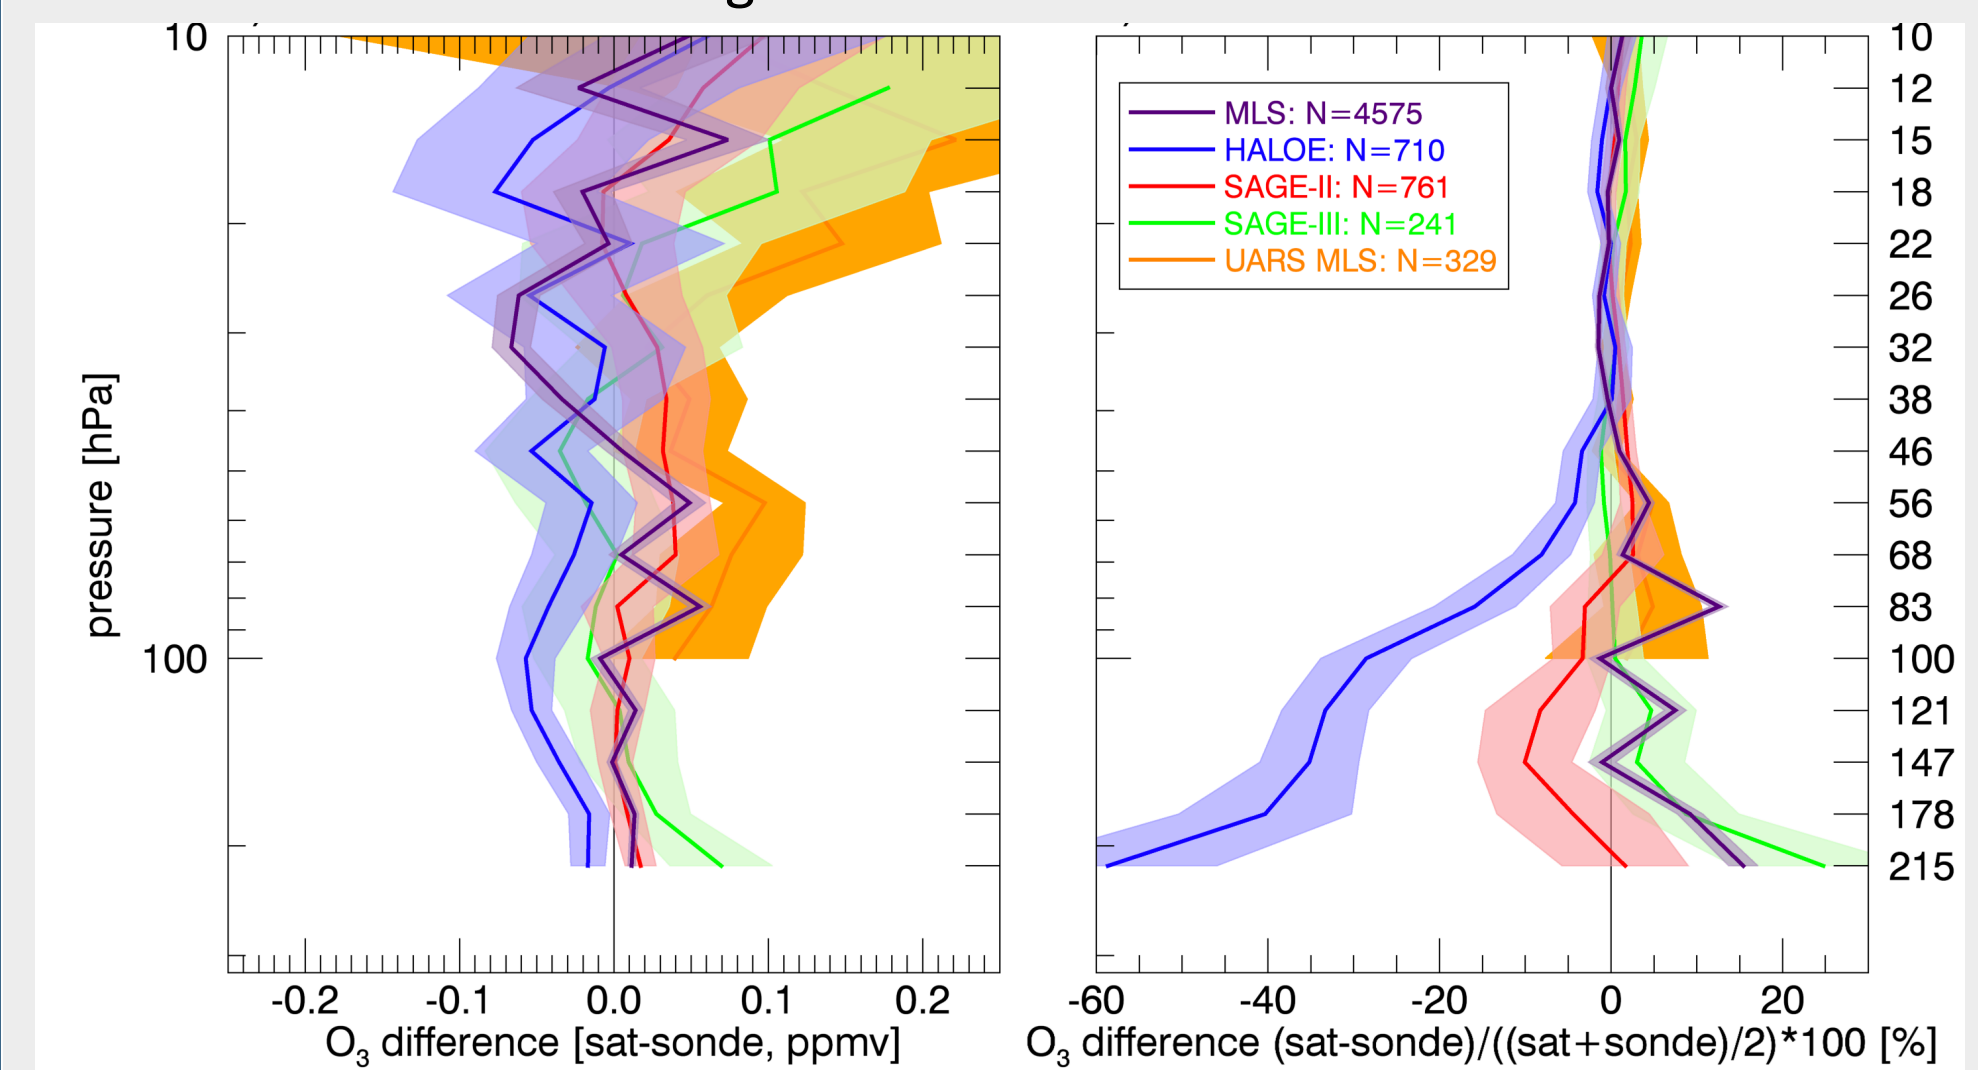 10
100
pressure [hPa]
-0.2 -0.1 0.0 0.1 0.2
O3 difference [sat-sonde, ppmv]
MLS: N=4575
HALOE: N=710
SAGE-II: N=761
SAGE-III: N=241
UARS MLS: N=329
10
12
15
18
22
26
32
38
46
56
68
83
100
121
147
178
215
-60 -40 -20 0 20
O3 difference (sat-sonde)/((sat+sonde)/2)*100 [%]